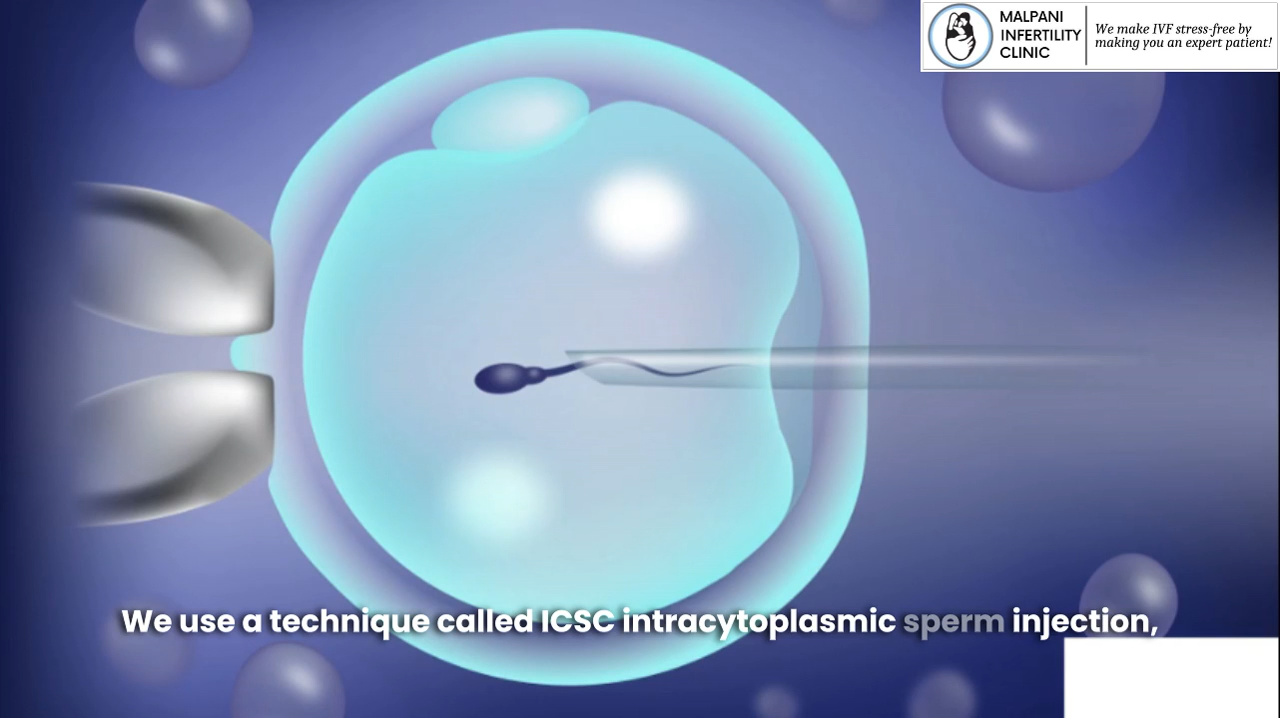 MALPANI
INFERTILITY
CLINIC
We make IVF stress-free by
making you an expert patient!
We use a technique called ICSC intracytoplasmic sperm injection,